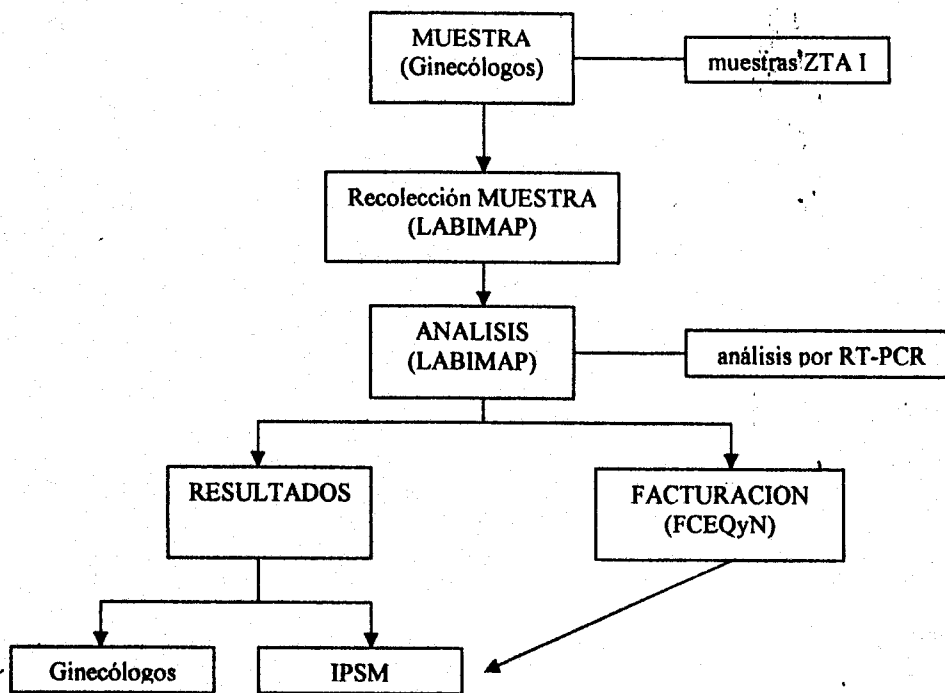 MUESTRA
(Ginecólogos)
muestras ZTA I
Recolección MUESTRA
(LABIMAP)
ANALISIS
(LABIMAP)
análisis por RT-PCR
RESULTADOS
FACTURACION
(FCEQyN)
Ginecólogos
IPSM